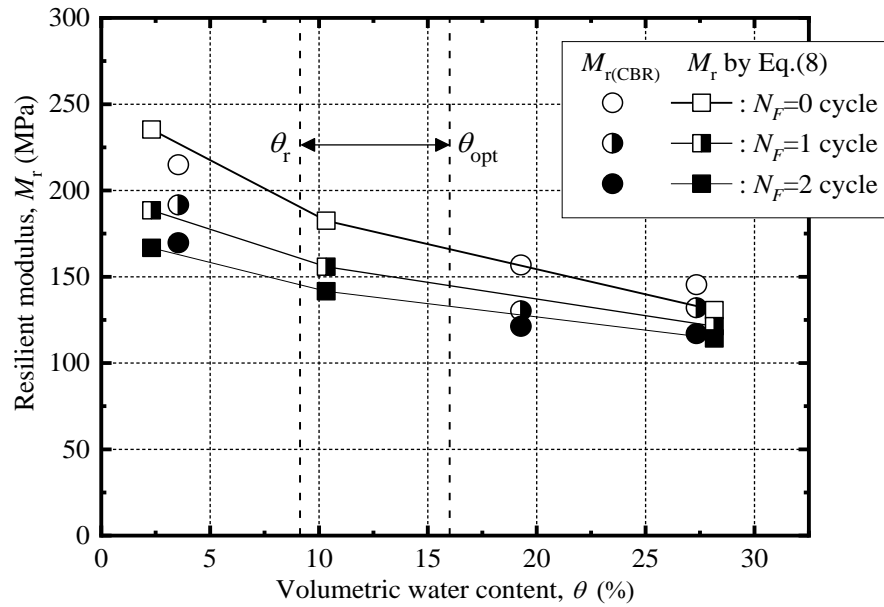 300
250
200
150
100
50
0
0 5 10 15 20 25 30
Resilient modulus, Mr (MPa)
Volumetric water content, θ (%)
θr
θopt
Mr(CBR) Mr by Eq.(8)
: NF=0 cycle
: NF=1 cycle
: NF=2 cycle